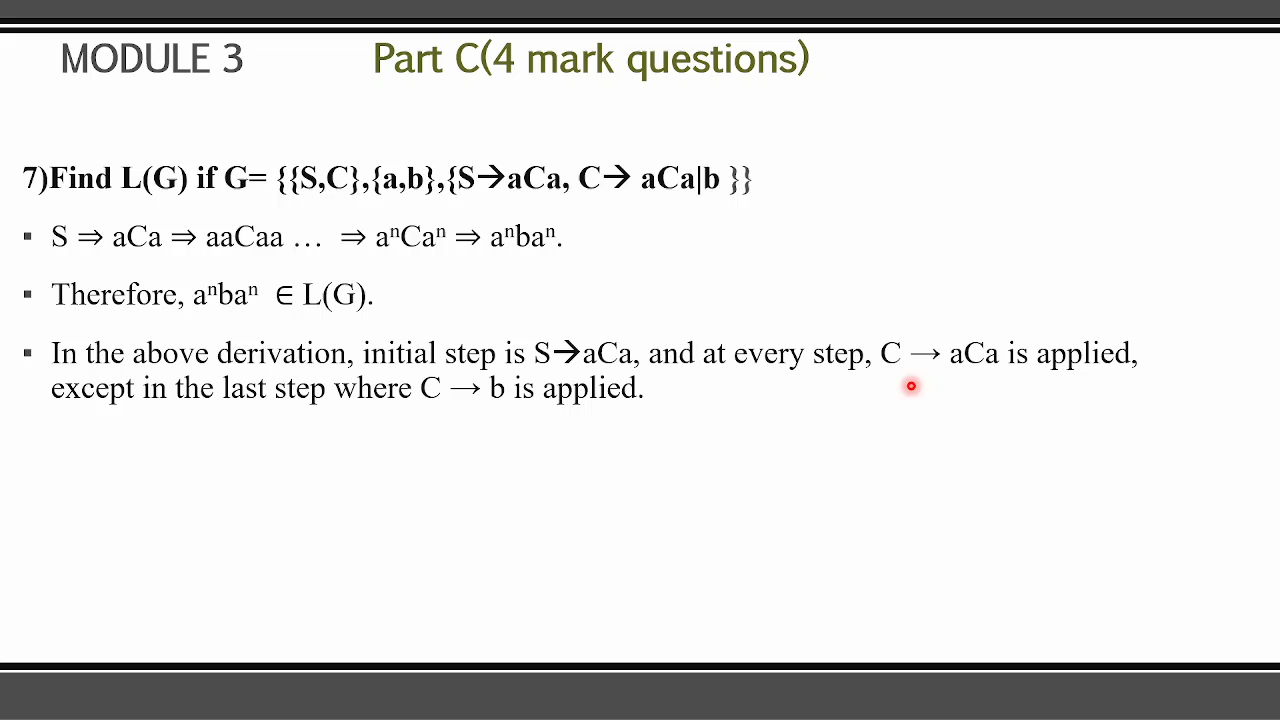 MODULE 3 Part C(4 mark questions)
7)Find L(G) if G= {{S,C},{a,b},{S→aCa, C→ aCa|b }}
▪ S ⇒ aCa ⇒ aaCaa … ⇒ aⁿCaⁿ ⇒ aⁿbaⁿ.
▪ Therefore, aⁿbaⁿ ∈ L(G).
▪ In the above derivation, initial step is S→aCa, and at every step, C → aCa is applied,
except in the last step where C → b is applied.